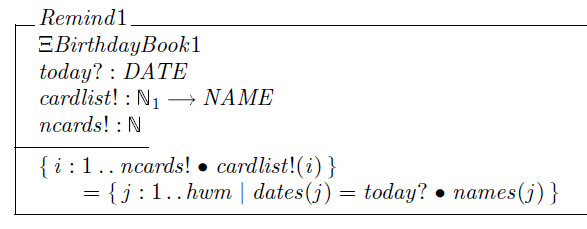 Remind1
ΞBirthdayBook1
today? : DATE
cardlist! : ℕ₁ ⟶ NAME
ncards! : ℕ
{ i : 1 . . ncards! • cardlist!(i) }
= { j : 1 . . hwm | dates(j) = today? • names(j) }